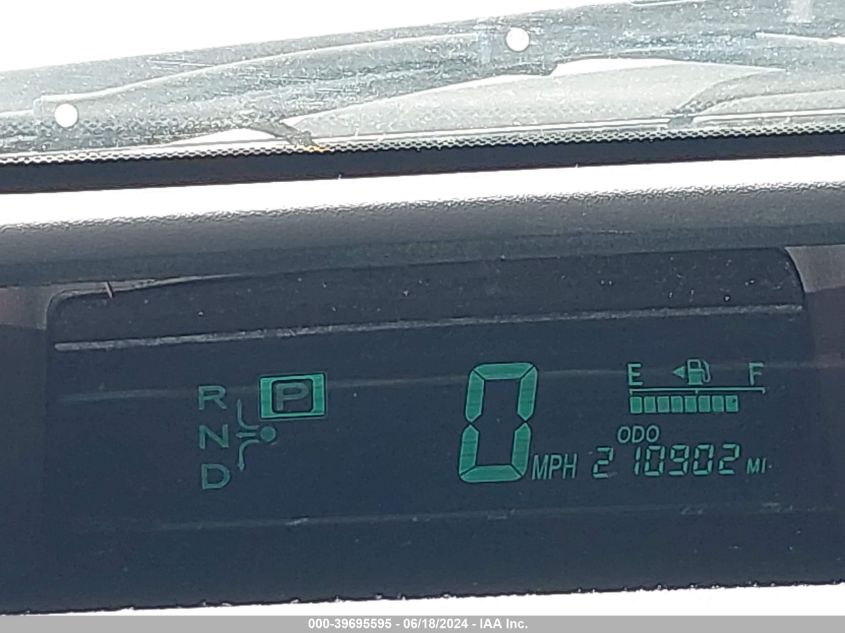 R P
N
D
0 MPH
E F
ODO
210902 MI
000-39695595 - 06/18/2024 - IAA Inc.